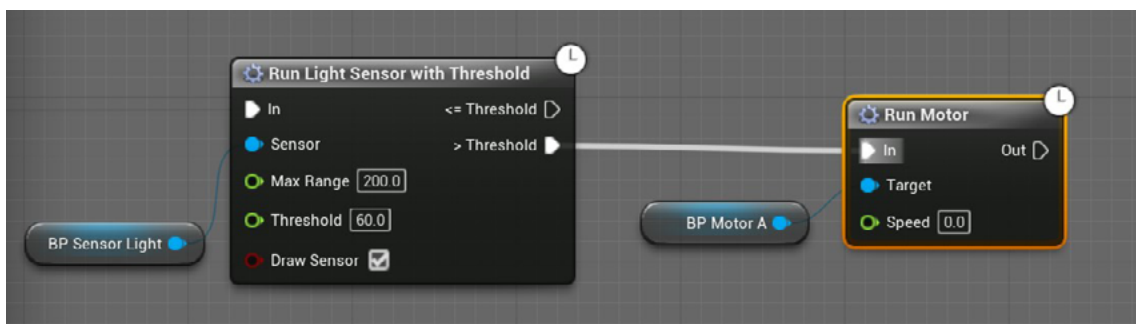 Run Light Sensor with Threshold
In <= Threshold
Sensor > Threshold
Max Range 200.0
Threshold 60.0
Draw Sensor
BP Sensor Light
Run Motor
In Out
Target
Speed 0.0
BP Motor A